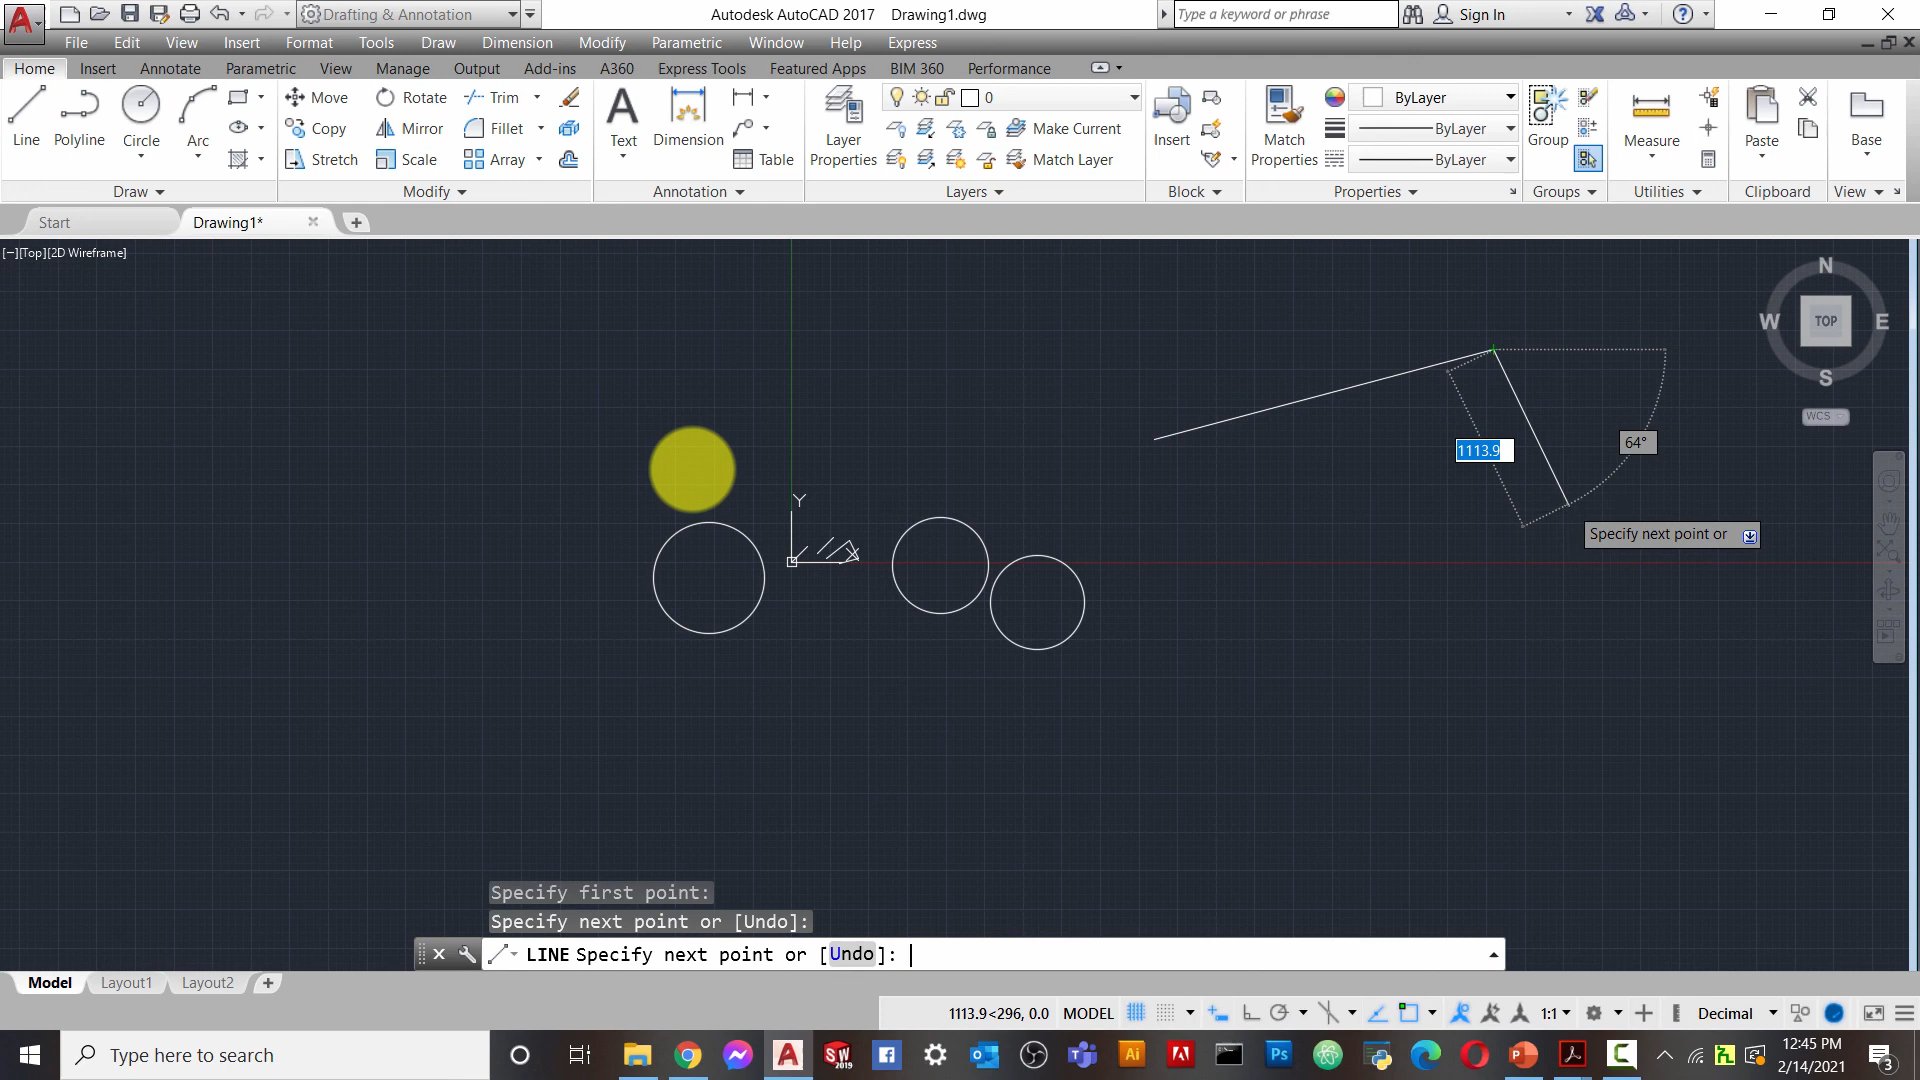 Drafting & Annotation
Autodesk AutoCAD 2017 Drawing1.dwg
Type a keyword or phrase
Sign In
File Edit View Insert Format Tools Draw Dimension Modify Parametric Window Help Express
Home Insert Annotate Parametric View Manage Output Add-ins A360 Express Tools Featured Apps BIM 360 Performance
Line
Polyline
Circle
Arc
Draw
Move
Rotate
Trim
Copy
Mirror
Fillet
Stretch
Scale
Array
Modify
Text
Dimension
Table
Annotation
Layer
Properties
0
Make Current
Match Layer
Layers
Insert
Block
Match
Properties
ByLayer
ByLayer
ByLayer
Properties
Group
Groups
Measure
Utilities
Paste
Clipboard
Base
View
Start
Drawing1*
[−][Top][2D Wireframe]
N
W TOP E
S
WCS
Y
1113.9
64°
Specify next point or
Specify first point:
Specify next point or [Undo]:
LINE Specify next point or [Undo]:
Model Layout1 Layout2
1113.9<296, 0.0 MODEL
1:1
Decimal
Type here to search
SW
2019
Ai
Ps
12:45 PM
2/14/2021
3